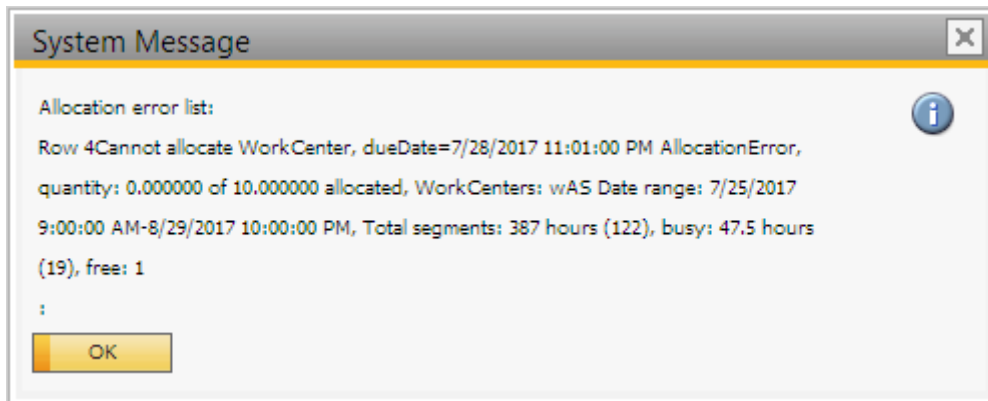 System Message
Allocation error list:
Row 4Cannot allocate WorkCenter, dueDate=7/28/2017 11:01:00 PM AllocationError,
quantity: 0.000000 of 10.000000 allocated, WorkCenters: wAS Date range: 7/25/2017
9:00:00 AM-8/29/2017 10:00:00 PM, Total segments: 387 hours (122), busy: 47.5 hours
(19), free: 1
:
OK